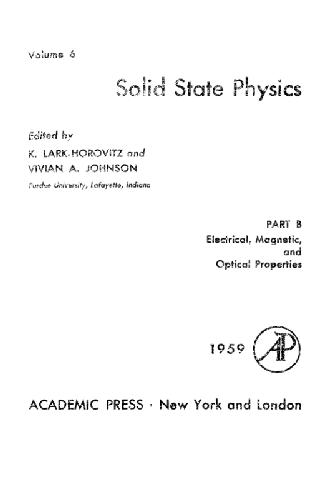 Volume 6
Solid State Physics
Edited by
K. LARK-HOROVITZ and
VIVIAN A. JOHNSON
Purdue University, Lafayette, Indiana
PART B
Electrical, Magnetic,
and
Optical Properties
1959 AP
ACADEMIC PRESS · New York and London